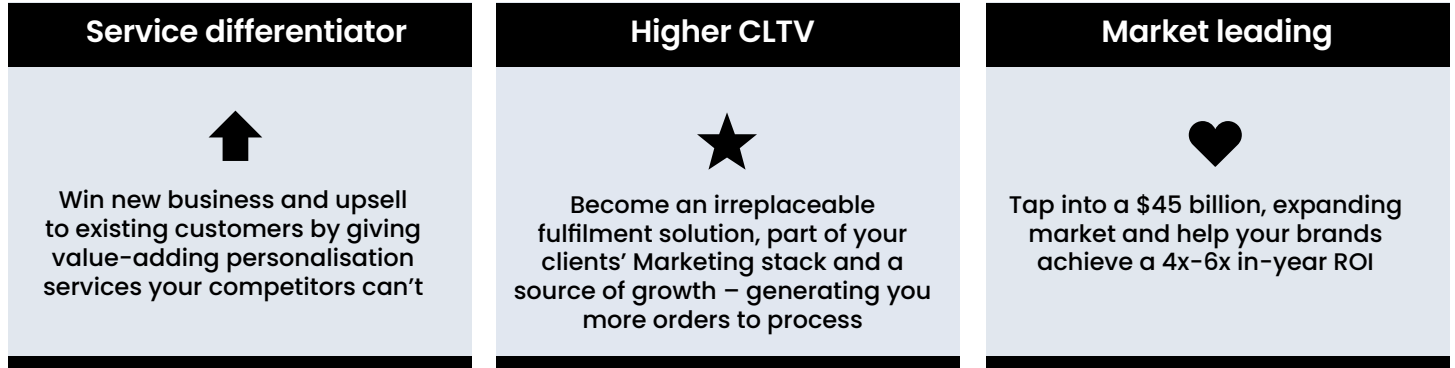 Service differentiator
Win new business and upsell
to existing customers by giving
value-adding personalisation
services your competitors can’t
Higher CLTV
Become an irreplaceable
fulfilment solution, part of your
clients’ Marketing stack and a
source of growth – generating you
more orders to process
Market leading
Tap into a $45 billion, expanding
market and help your brands
achieve a 4x-6x in-year ROI